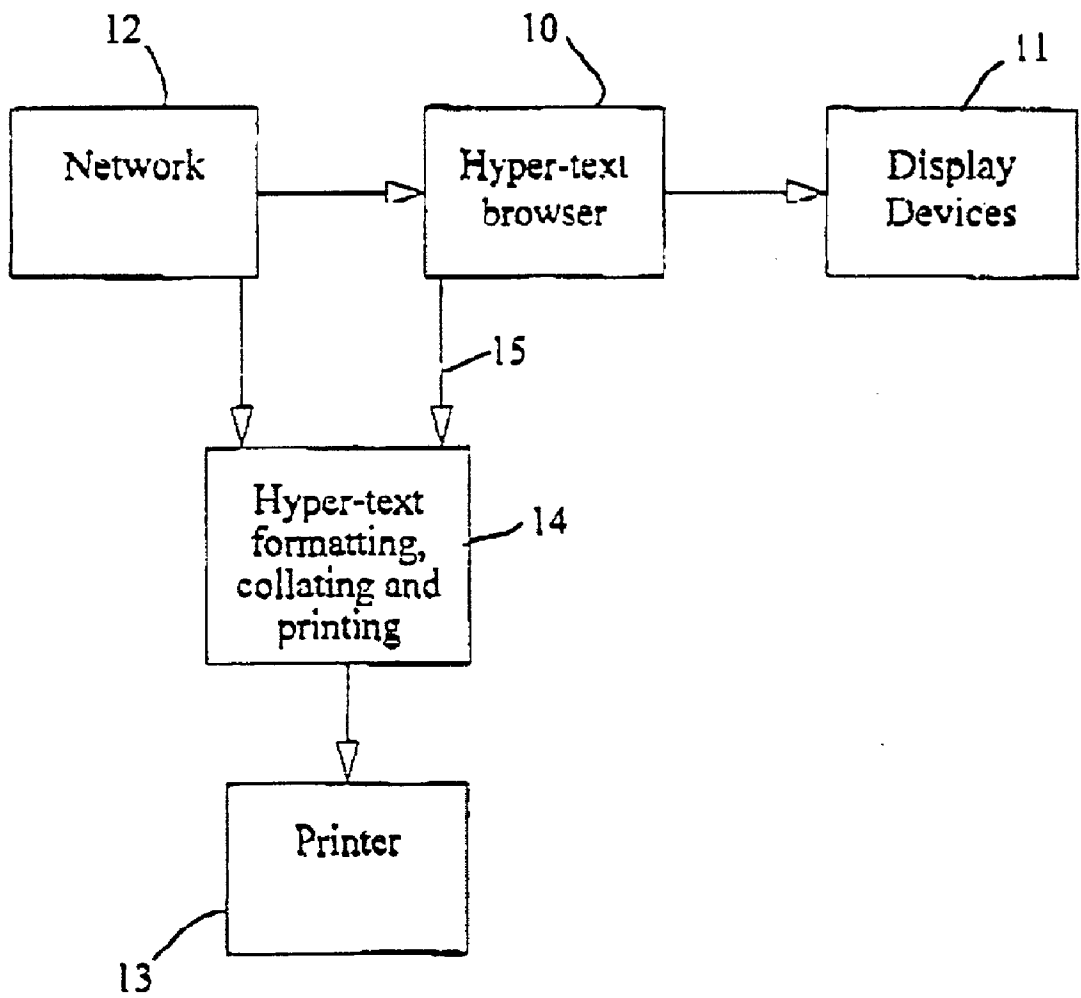 12
10
11
Network
Hyper-text
browser
Display
Devices
15
Hyper-text
formatting,
collating and
printing
14
Printer
13